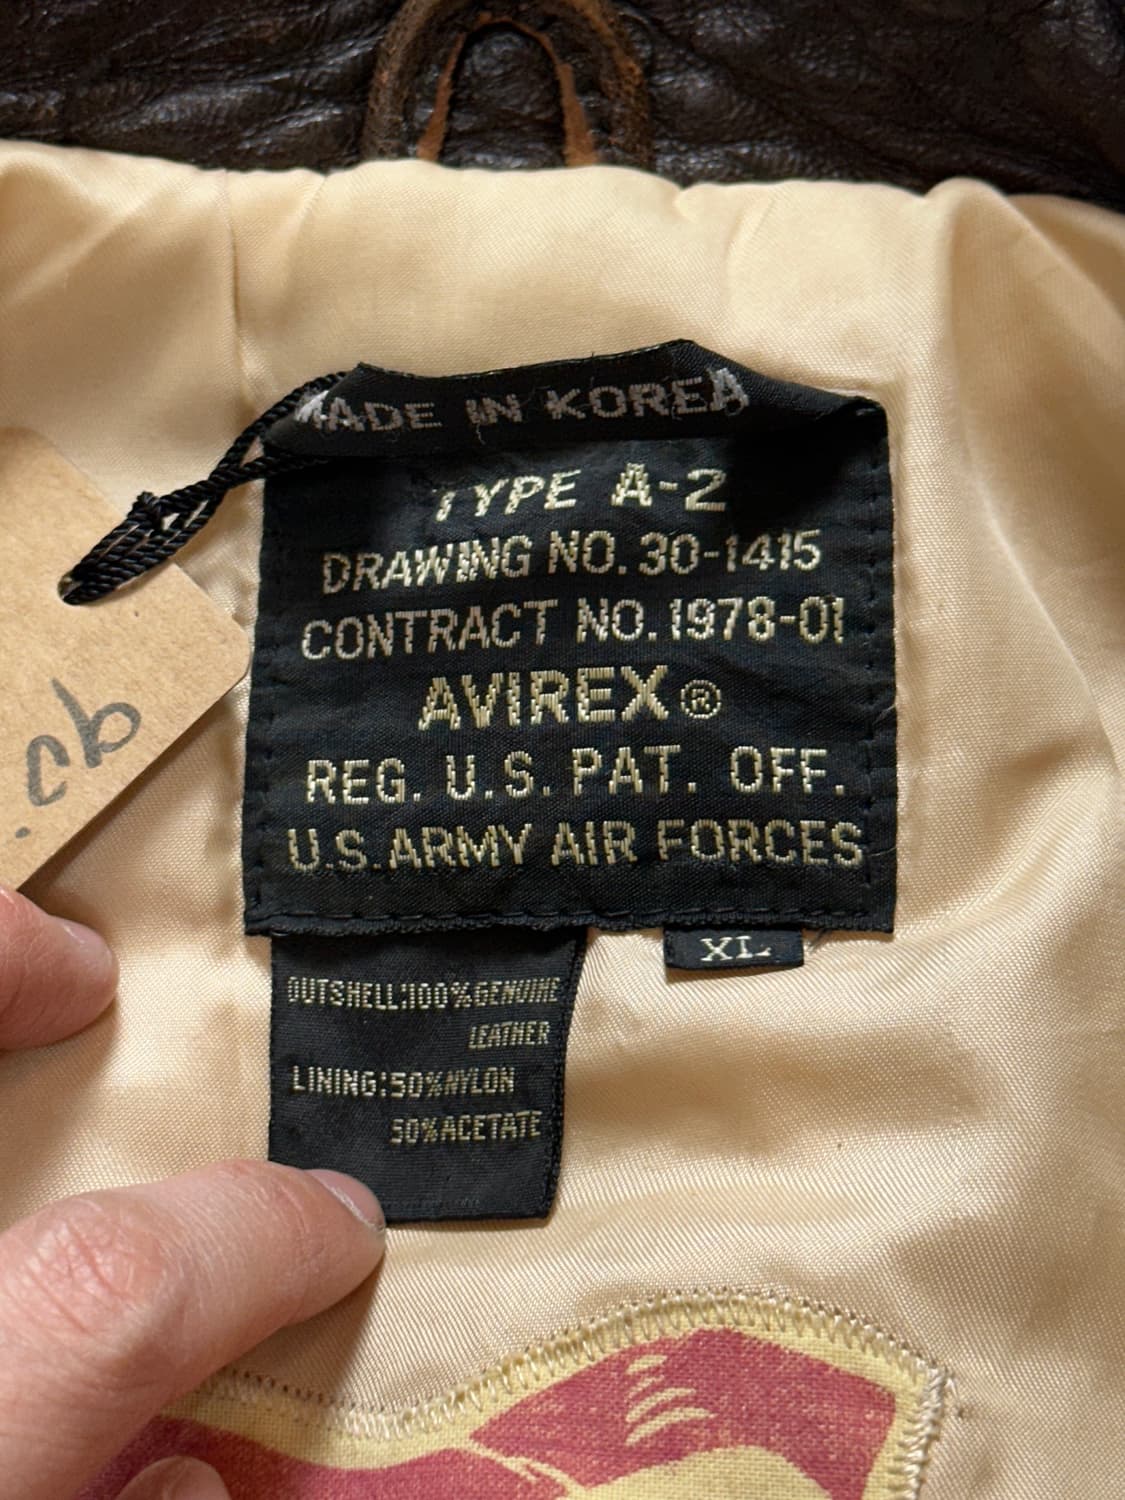 MADE IN KOREA
TYPE A-2
DRAWING NO. 30-1415
CONTRACT NO. 1978-01
AVIREX®
REG. U.S. PAT. OFF.
U.S. ARMY AIR FORCES
XL
OUTSHELL:100%GENUINE
LEATHER
LINING:50%NYLON
50%ACETATE